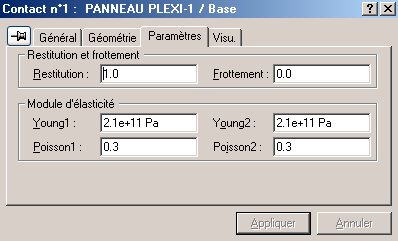 Contact n°1 : PANNEAU PLEXI-1 / Base
Général Géométrie Paramètres Visu.
Restitution et frottement
Restitution : 1.0 Frottement : 0.0
Module d'élasticité
Young1 : 2.1e+11 Pa Young2 : 2.1e+11 Pa
Poisson1 : 0.3 Poisson2 : 0.3
Appliquer Annuler